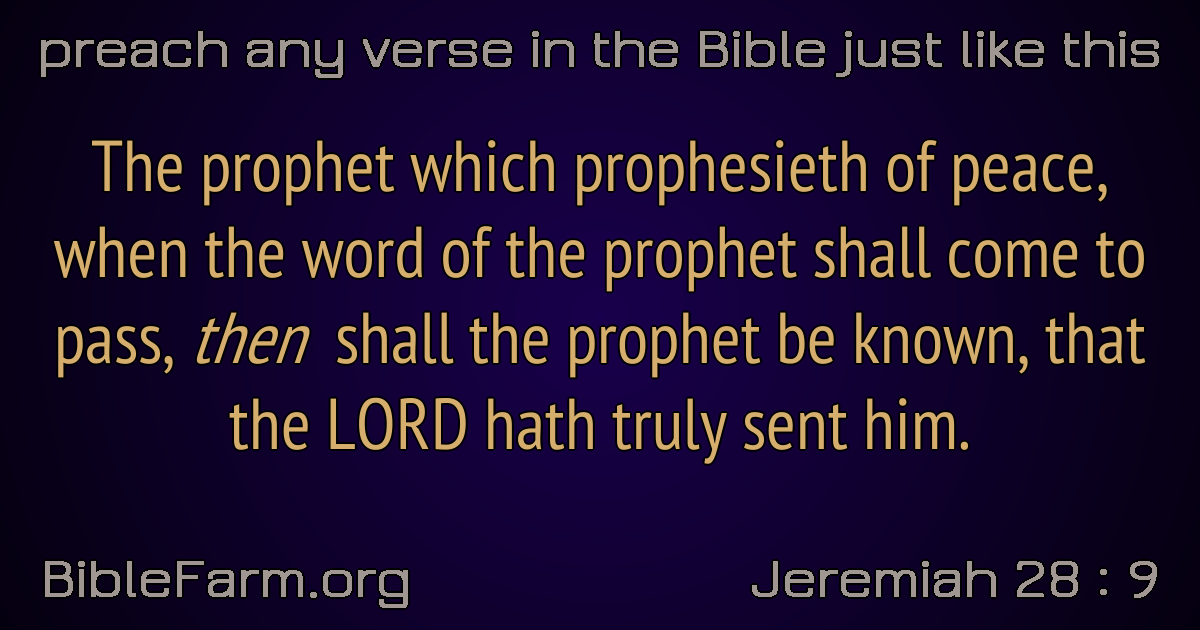 preach any verse in the Bible just like this
The prophet which prophesieth of peace,
when the word of the prophet shall come to
pass, then shall the prophet be known, that
the LORD hath truly sent him.
BibleFarm.org
Jeremiah 28 : 9